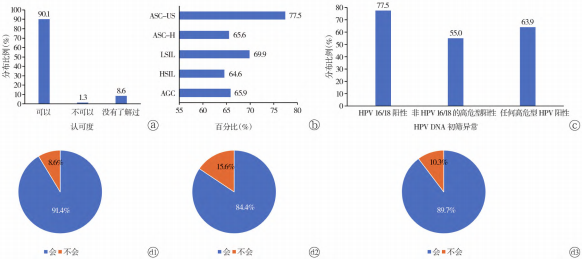 分布比例(%)
100
90
80
70
60
50
40
30
20
10
0
90.1
1.3
8.6
可以
不可以
没有了解过
认可度
ⓐ
ASC-US
ASC-H
LSIL
HSIL
AGC
77.5
65.6
69.9
64.6
65.9
55
60
65
70
75
80
百分比(%)
ⓑ
分布比例(%)
80
70
60
50
40
30
20
10
0
77.5
55.0
63.9
HPV 16/18 阳性
非 HPV 16/18 的高危型阳性
任何高危型 HPV 阳性
HPV DNA 初筛异常
ⓒ
8.6%
91.4%
会 不会
d1
15.6%
84.4%
会 不会
d2
10.3%
89.7%
会 不会
d3